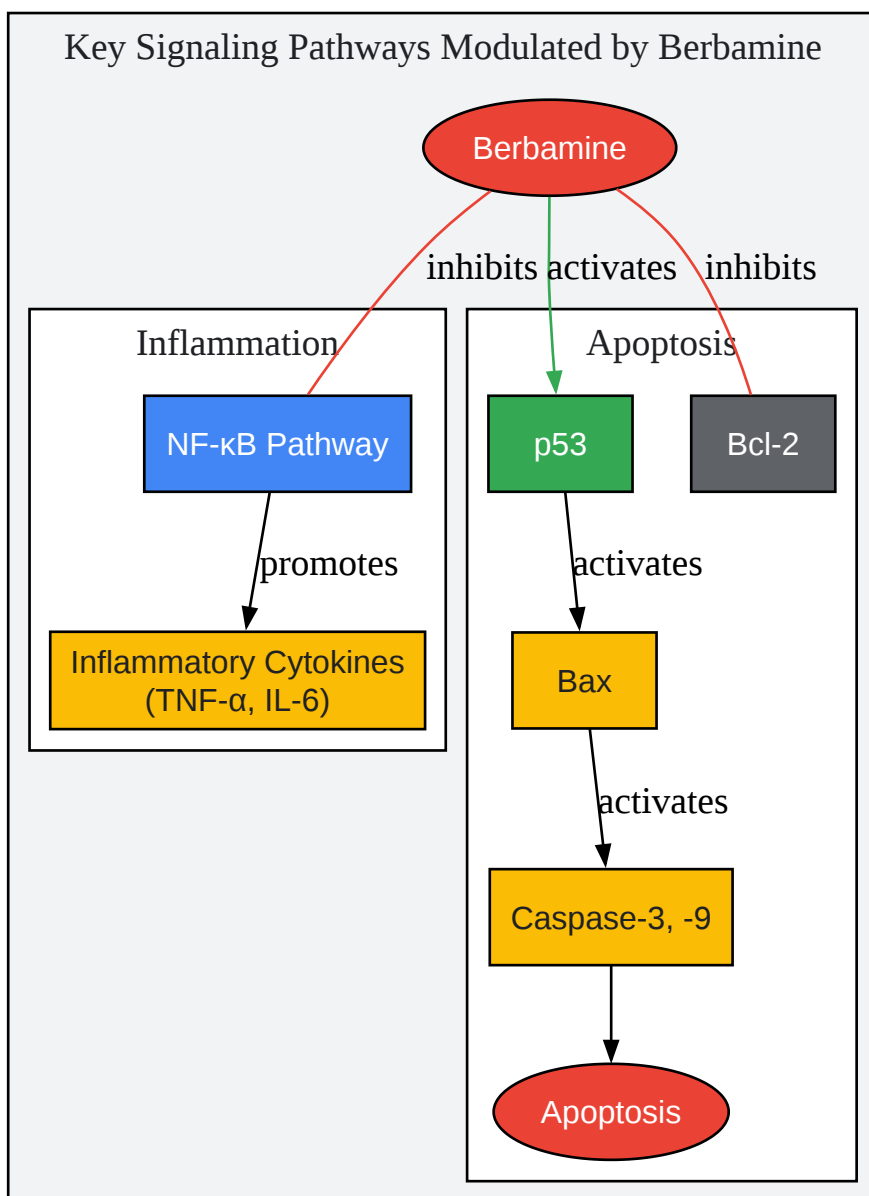 Key Signaling Pathways Modulated by Berbamine
Berbamine
inhibits
activates
inhibits
Inflammation
Apoptosis
NF-κB Pathway
p53
Bcl-2
promotes
activates
Inflammatory Cytokines
(TNF-α, IL-6)
Bax
activates
Caspase-3, -9
Apoptosis